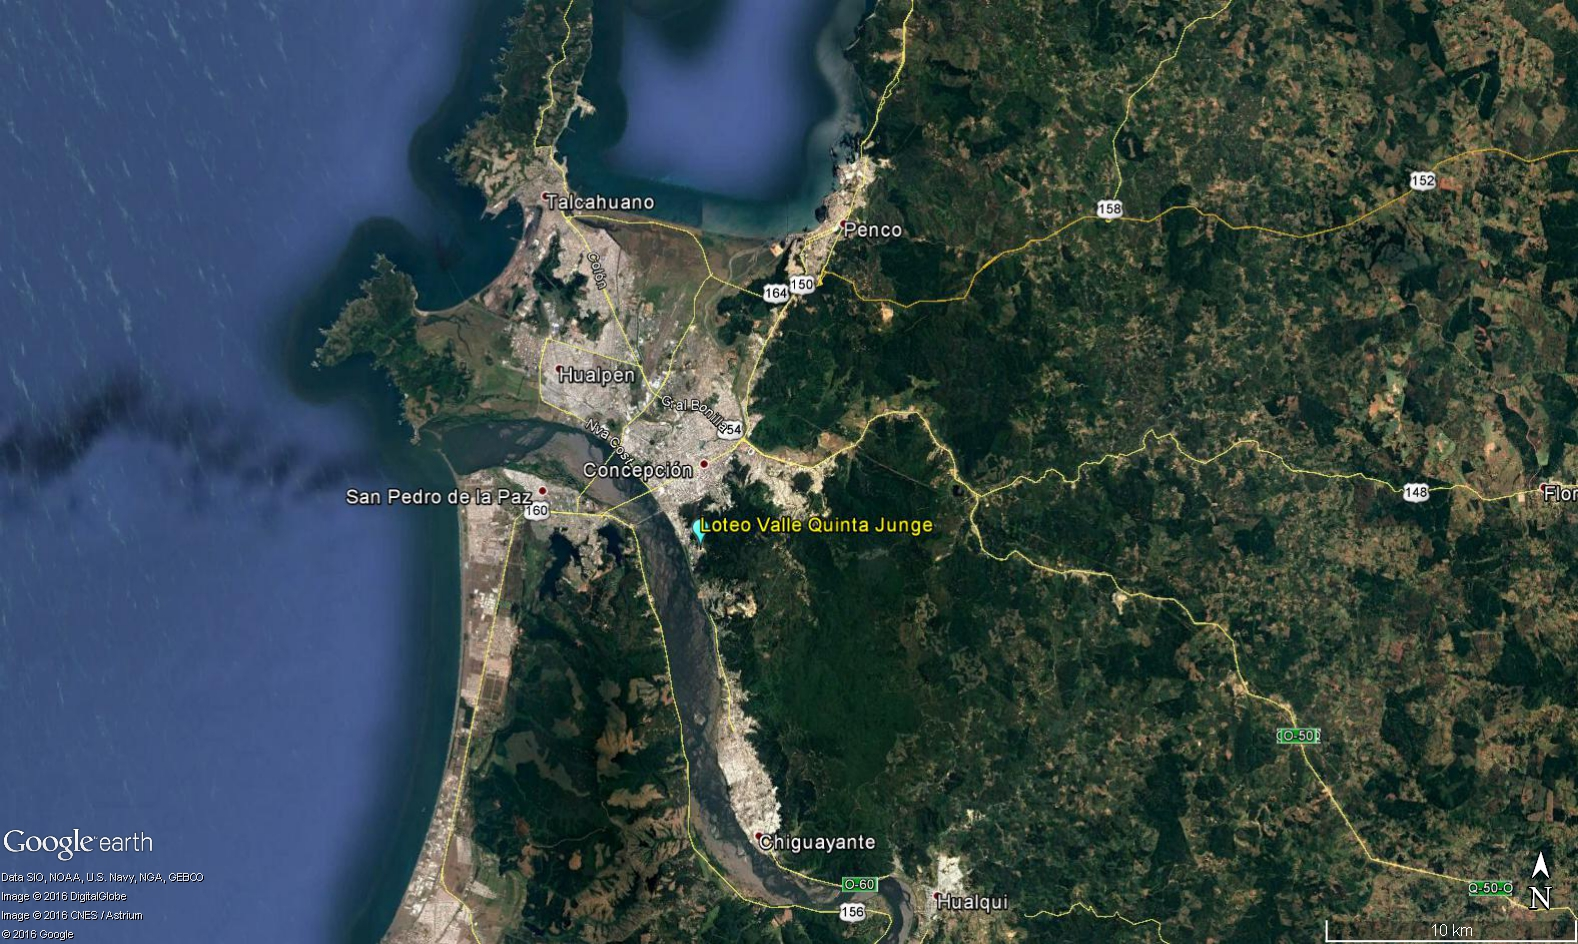 152
158
Talcahuano
Penco
Colón
164
150
Hualpen
Gral Bonilla
154
Nva Cost
Concepción
San Pedro de la Paz
160
148
Flor
Loteo Valle Quinta Junge
O-50
Google earth
Chiguayante
Data SIO, NOAA, U.S. Navy, NGA, GEBCO
O-60
Q-50-O
Image © 2016 DigitalGlobe
Hualqui
N
Image © 2016 CNES / Astrium
156
© 2016 Google
10 km